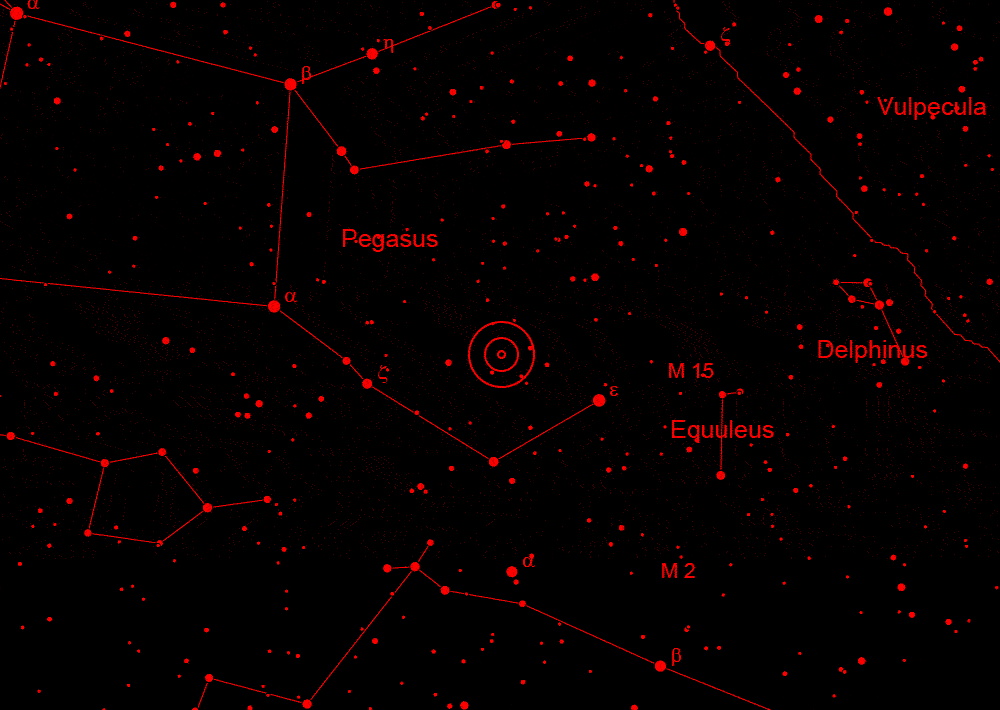 α
β
η
ζ
Vulpecula
Pegasus
α
Delphinus
M 15
ζ
ε
Equuleus
α
M 2
β